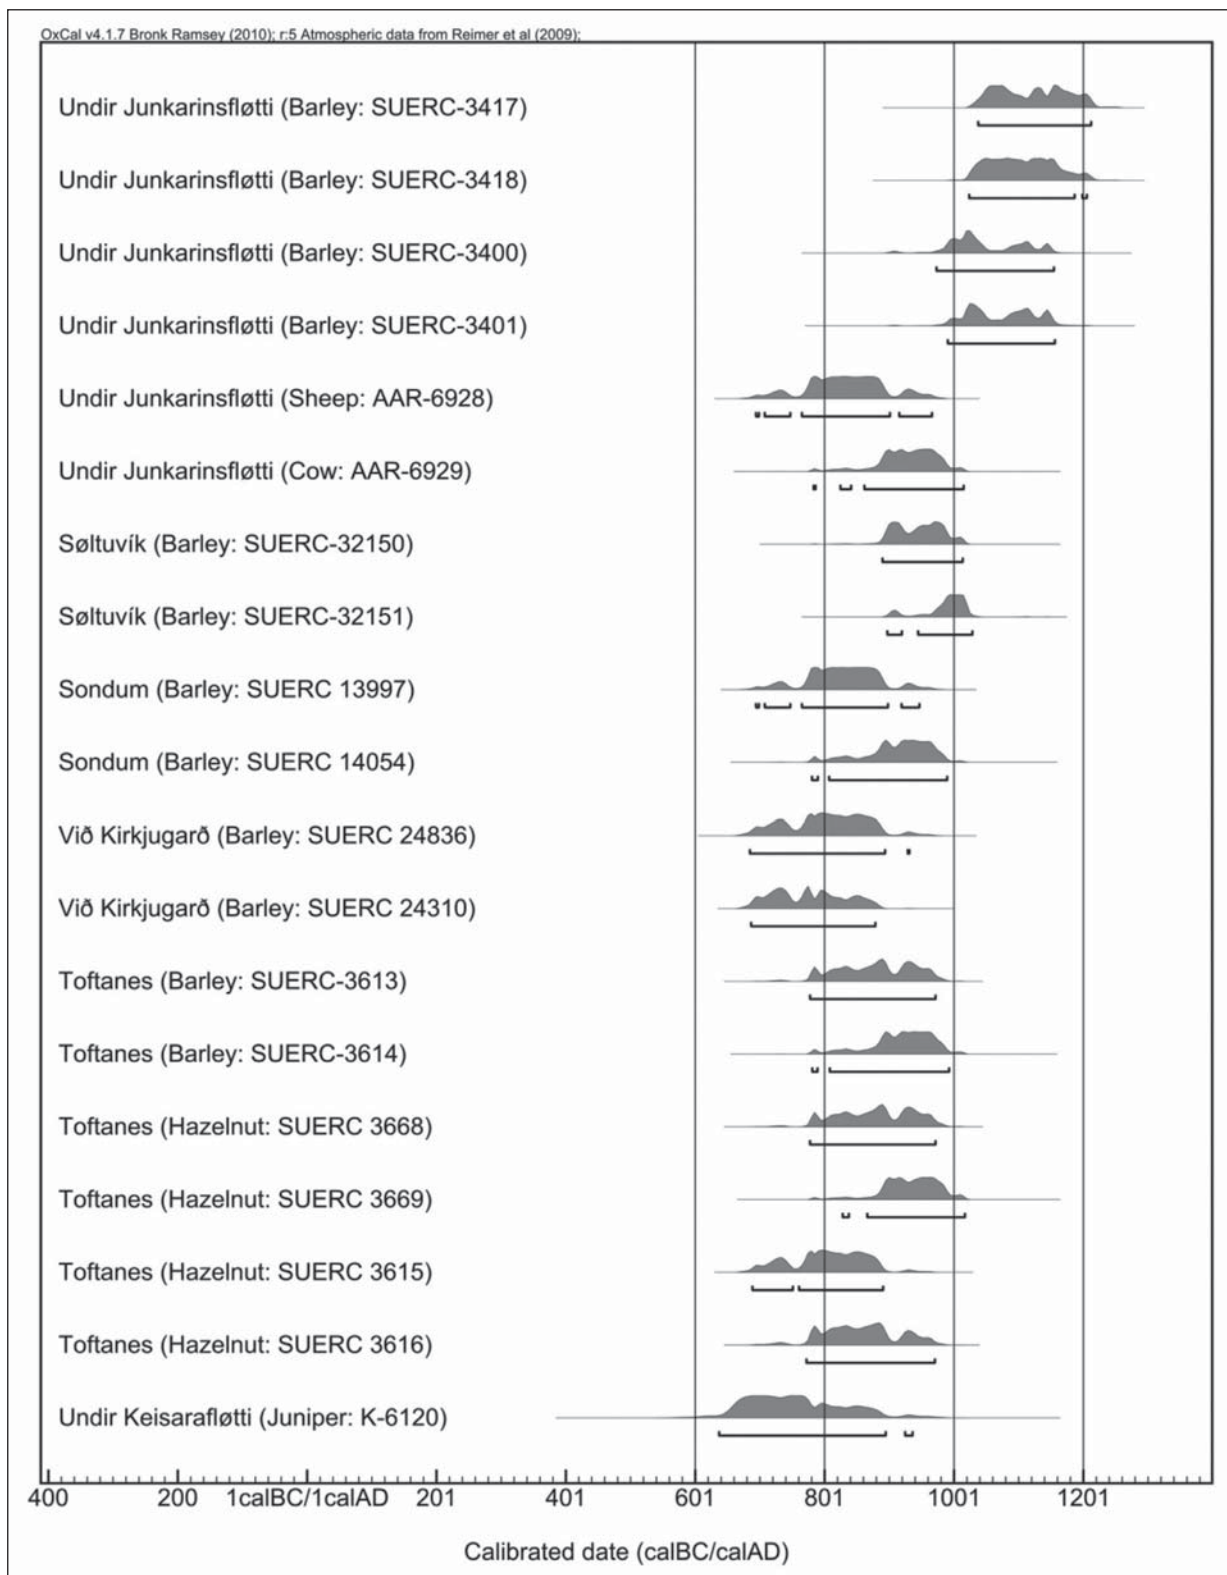 OxCal v4.1.7 Bronk Ramsey (2010); r:5 Atmospheric data from Reimer et al (2009);
Undir Junkarinsfløtti (Barley: SUERC-3417)
Undir Junkarinsfløtti (Barley: SUERC-3418)
Undir Junkarinsfløtti (Barley: SUERC-3400)
Undir Junkarinsfløtti (Barley: SUERC-3401)
Undir Junkarinsfløtti (Sheep: AAR-6928)
Undir Junkarinsfløtti (Cow: AAR-6929)
Søltuvík (Barley: SUERC-32150)
Søltuvík (Barley: SUERC-32151)
Sondum (Barley: SUERC 13997)
Sondum (Barley: SUERC 14054)
Við Kirkjugarð (Barley: SUERC 24836)
Við Kirkjugarð (Barley: SUERC 24310)
Toftanes (Barley: SUERC-3613)
Toftanes (Barley: SUERC-3614)
Toftanes (Hazelnut: SUERC 3668)
Toftanes (Hazelnut: SUERC 3669)
Toftanes (Hazelnut: SUERC 3615)
Toftanes (Hazelnut: SUERC 3616)
Undir Keisarafløtti (Juniper: K-6120)
400 200 1calBC/1calAD 201 401 601 801 1001 1201
Calibrated date (calBC/calAD)